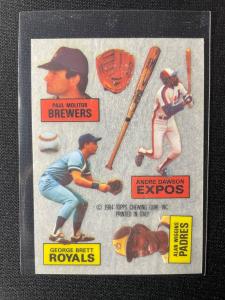 PAUL MOLITOR
BREWERS
ANDRE DAWSON
EXPOS
© 1984 TOPPS CHEWING GUM, INC.
PRINTED IN ITALY
GEORGE BRETT
ROYALS
ALAN WIGGINS
PADRES